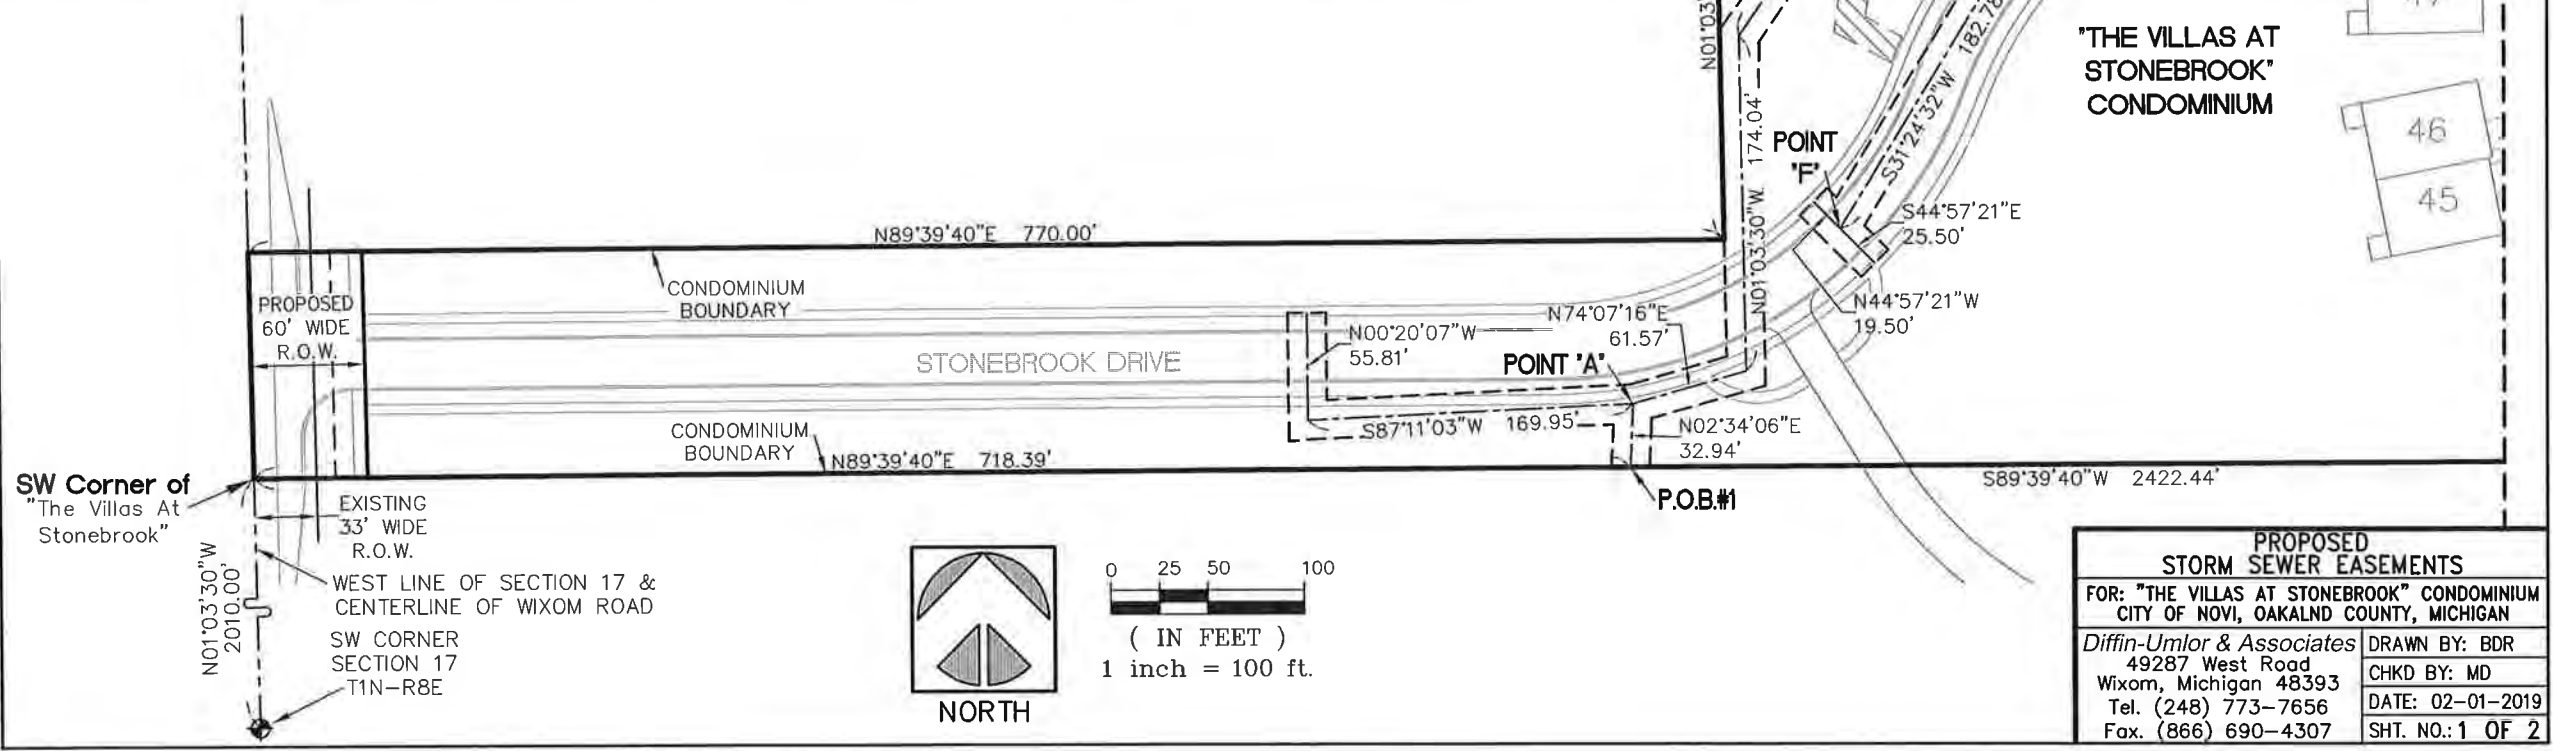 N01°03'
182.78
47
"THE VILLAS AT
STONEBROOK"
CONDOMINIUM
174.04'
S31°24'32"W
POINT
'F'
46
45
N01°03'30"W
S44°57'21"E
25.50'
N89°39'40"E 770.00'
CONDOMINIUM
BOUNDARY
PROPOSED
60' WIDE
R.O.W.
N74°07'16"E
61.57'
N44°57'21"W
19.50'
N00°20'07"W
55.81'
STONEBROOK DRIVE
POINT 'A'
S87°11'03"W 169.95'
N02°34'06"E
32.94'
CONDOMINIUM
BOUNDARY
N89°39'40"E 718.39'
S89°39'40"W 2422.44'
SW Corner of
"The Villas At
Stonebrook"
EXISTING
33' WIDE
R.O.W.
P.O.B.#1
N01°03'30"W
2010.00'
WEST LINE OF SECTION 17 &
CENTERLINE OF WIXOM ROAD
SW CORNER
SECTION 17
T1N-R8E
NORTH
0 25 50 100
( IN FEET )
1 inch = 100 ft.
PROPOSED
STORM SEWER EASEMENTS
FOR: "THE VILLAS AT STONEBROOK" CONDOMINIUM
CITY OF NOVI, OAKALND COUNTY, MICHIGAN
Diffin-Umlor & Associates
49287 West Road
Wixom, Michigan 48393
Tel. (248) 773-7656
Fax. (866) 690-4307
DRAWN BY: BDR
CHKD BY: MD
DATE: 02-01-2019
SHT. NO.: 1 OF 2